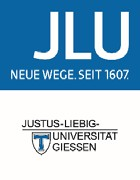 JLU
NEUE WEGE. SEIT 1607.
JUSTUS-LIEBIG-
UNIVERSITÄT
GIESSEN